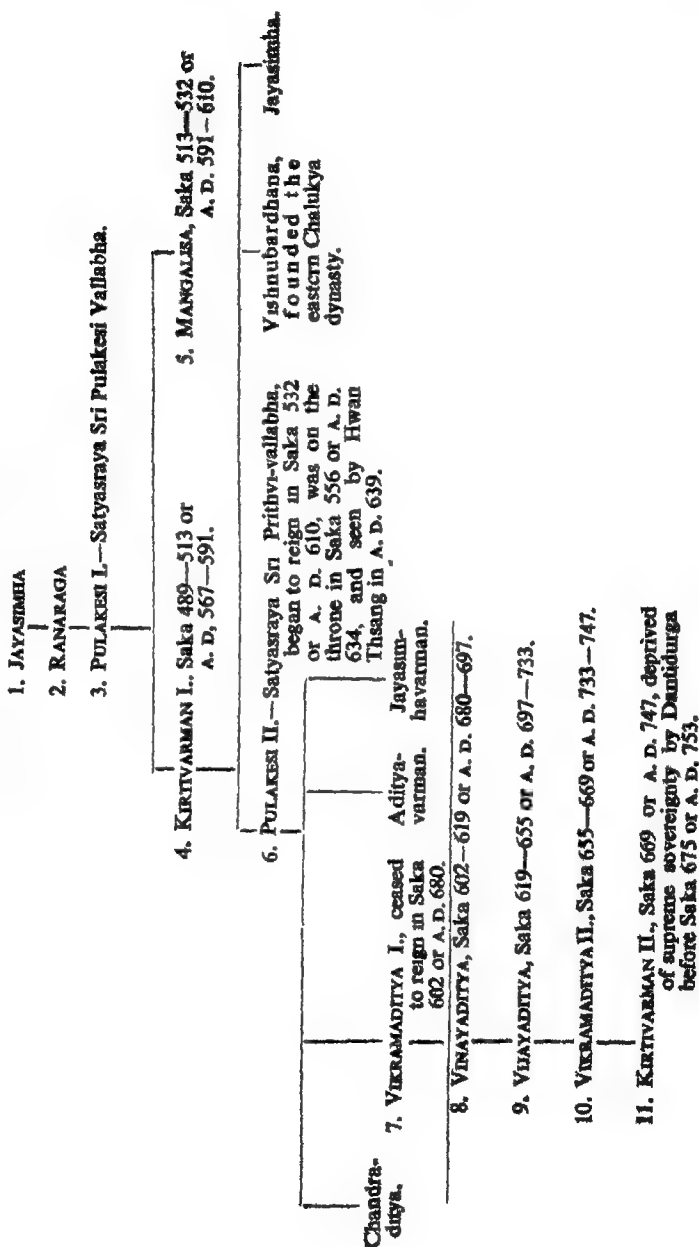 1. JAYASIMHA
2. RANARAGA
3. PULAKESI I.—Satyasraya Sri Pulakesi Vallabha.
4. KIRTIVARMAN I., Saka 489—513 or
A. D. 567—591.
5. MANGALISA, Saka 513—532 or
A. D. 591—610.
6. PULAKESI II.—Satyasraya Sri Prithvi-vallabha,
began to reign in Saka 532
or A. D. 610, was on the
throne in Saka 556 or A. D.
634, and seen by Hwan
Thsang in A. D. 639.
Vishnubardhana,
founded the
eastern Chalukya
dynasty.
Jayasimha.
Chandra-
ditya.
7. VIKRAMADITYA I., ceased
to reign in Saka
602 or A. D. 680.
Aditya-
varman.
Jayasim-
havarman.
8. VINAYADITYA, Saka 602—619 or A. D. 680—697.
9. VIJAYADITYA, Saka 619—655 or A. D. 697—733.
10. VIKRAMADITYA II., Saka 655—669 or A. D. 733—747.
11. KIRTIVARMAN II., Saka 669 or A. D. 747, deprived
of supreme sovereignty by Dantidurga
before Saka 675 or A. D. 753.